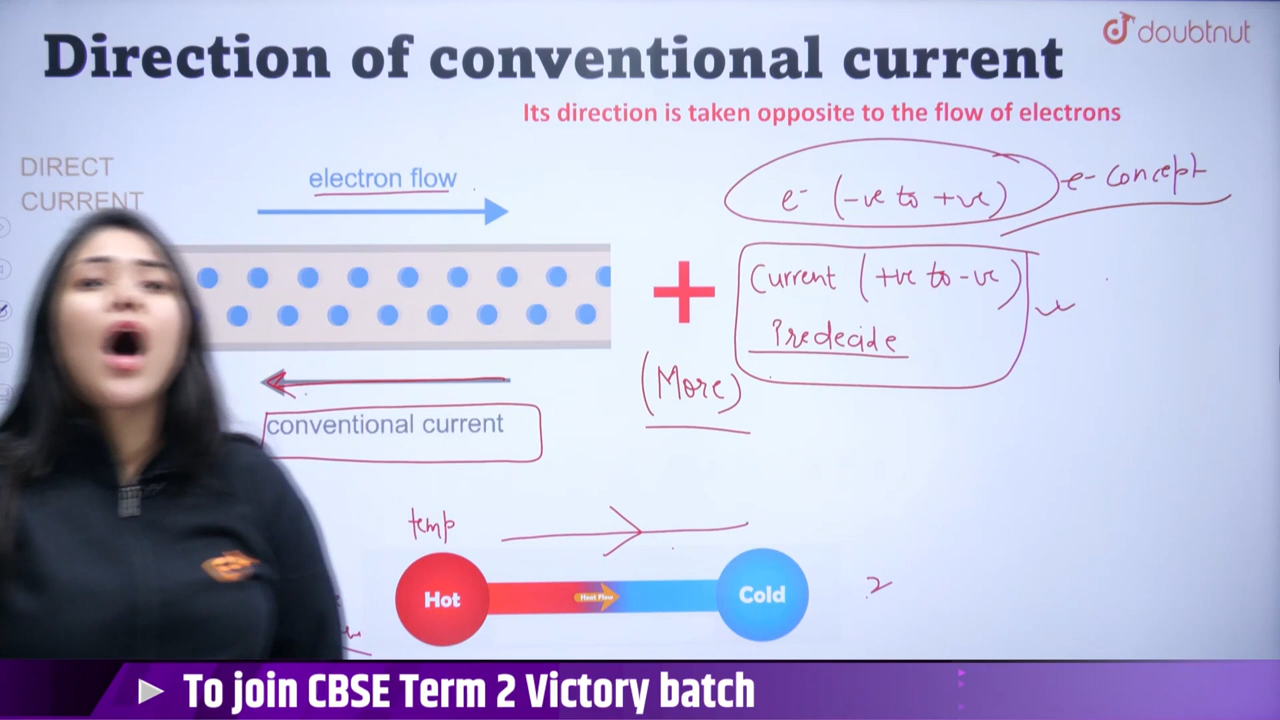 Direction of conventional current
doubtnut
Its direction is taken opposite to the flow of electrons
DIRECT
CURRENT
electron flow
e- (-ve to +ve)
e- concept
Current (+ve to -ve)
Predecide
(More)
conventional current
temp
Hot
Heat Flow
Cold
2
To join CBSE Term 2 Victory batch